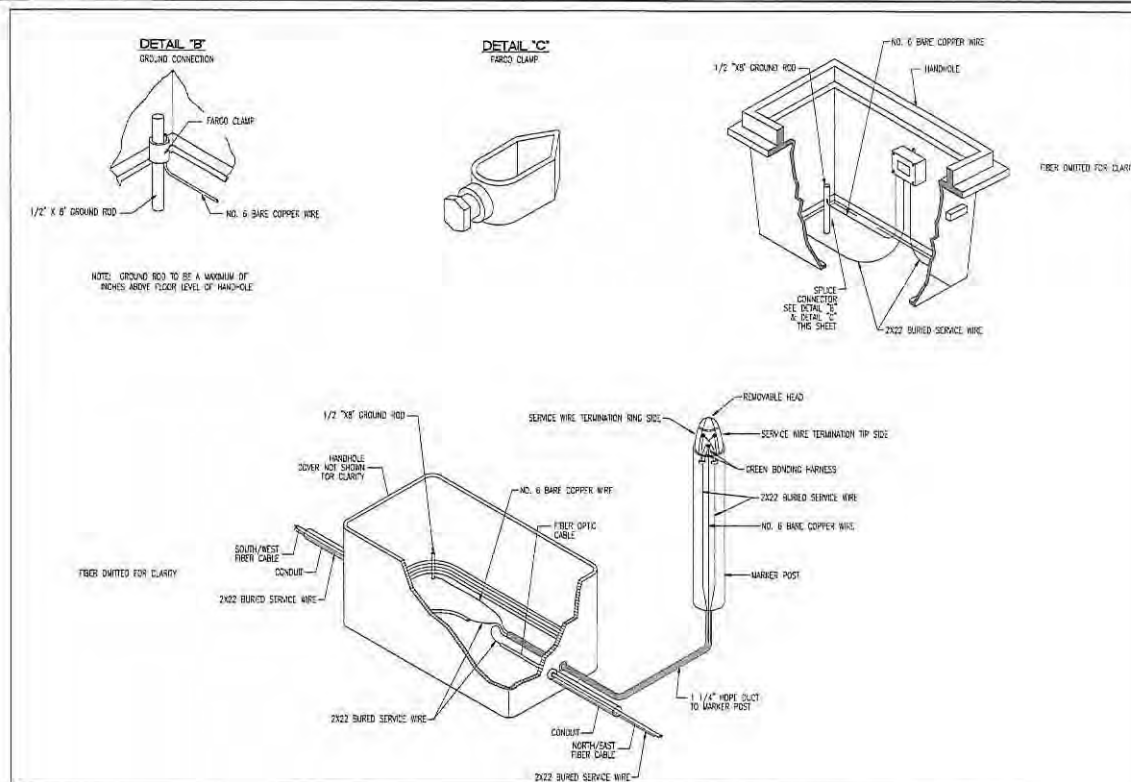 DETAIL "B"
GROUND CONNECTION
FARGO CLAMP
1/2" X 8' GROUND ROD
NO. 6 BARE COPPER WIRE
NOTE: GROUND ROD TO BE A MAXIMUM OF
INCHES ABOVE FLOOR LEVEL OF HANDHOLE
DETAIL "C"
FARGO CLAMP
NO. 6 BARE COPPER WIRE
1/2 "X8' GROUND ROD
HANDHOLE
FIBER OMITTED FOR CLARITY
SPLICE
CONNECTOR
SEE DETAIL "B"
& DETAIL "C"
THIS SHEET
2X22 BURIED SERVICE WIRE
REMOVABLE HEAD
SERVICE WIRE TERMINATION RING SIDE
SERVICE WIRE TERMINATION TIP SIDE
GREEN BONDING HARNESS
2X22 BURIED SERVICE WIRE
NO. 6 BARE COPPER WIRE
MARKER POST
1 1/4" HDPE DUCT
TO MARKER POST
1/2 "X8' GROUND ROD
HANDHOLE
COVER NOT SHOWN
FOR CLARITY
NO. 6 BARE COPPER WIRE
FIBER OPTIC
CABLE
SOUTH/WEST
FIBER CABLE
CONDUIT
2X22 BURIED SERVICE WIRE
FIBER OMITTED FOR CLARITY
2X22 BURIED SERVICE WIRE
CONDUIT
NORTH/EAST
FIBER CABLE
2X22 BURIED SERVICE WIRE